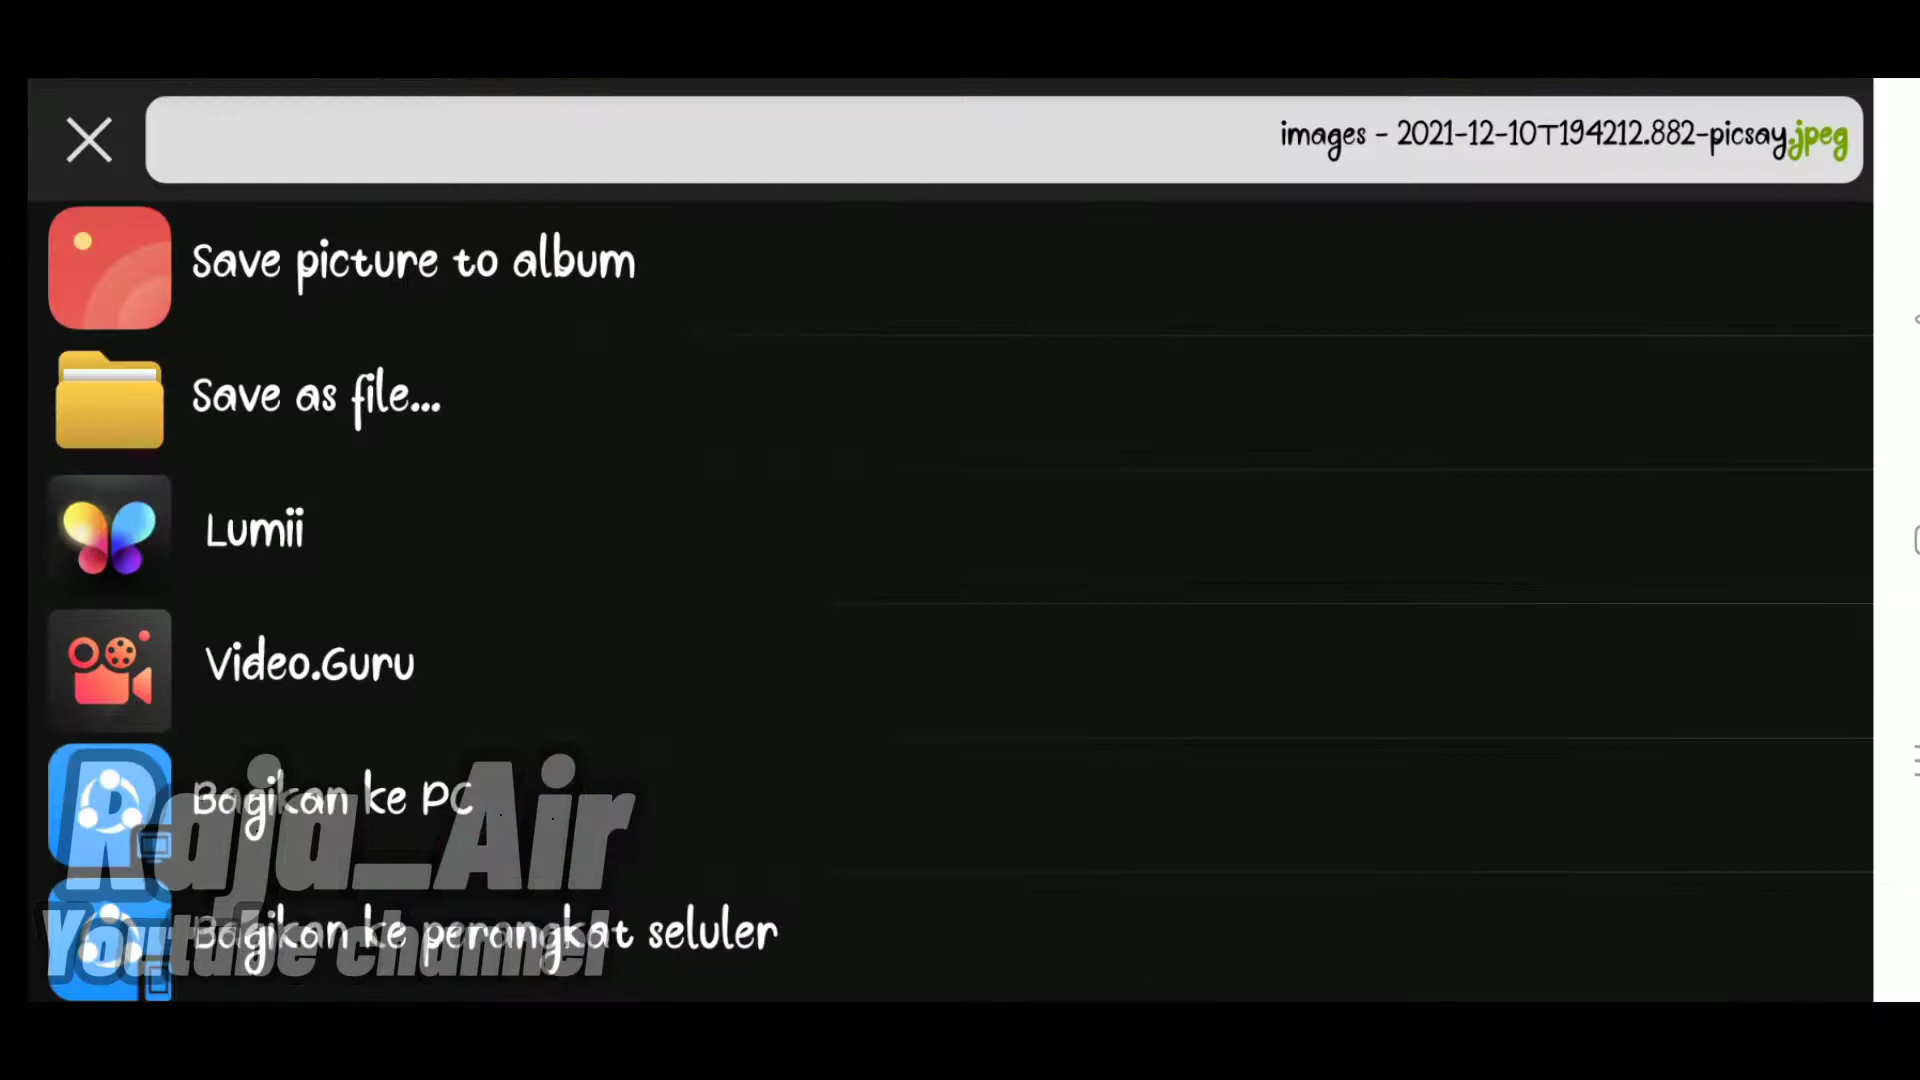 images - 2021-12-10T194212.882-picsay.jpeg
Save picture to album
Save as file...
Lumii
Video.Guru
Bagikan ke PC
Raja_Air
Bagikan ke perangkat seluler
Youtube channel